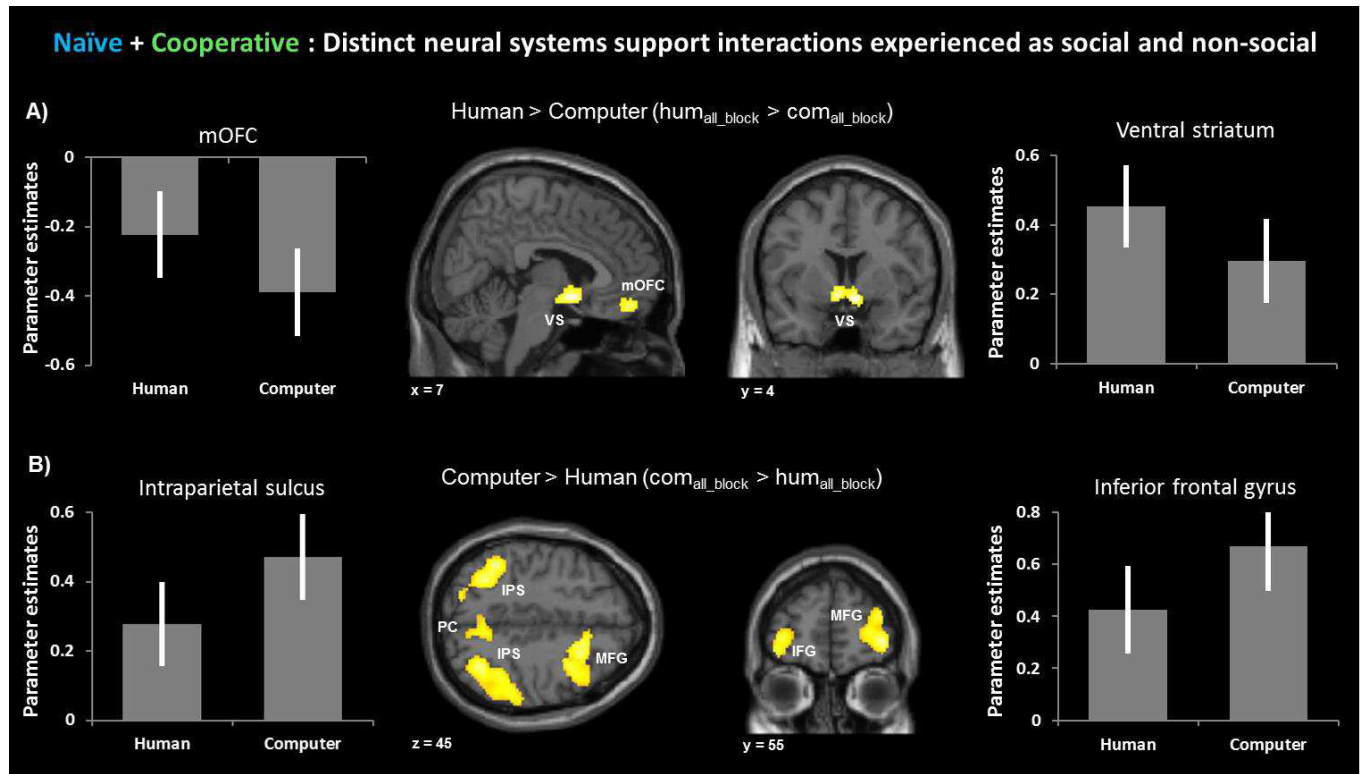 Naïve + Cooperative : Distinct neural systems support interactions experienced as social and non-social
A)
Human > Computer (hum_all_block > com_all_block)
mOFC
Parameter estimates
0
-0.2
-0.4
-0.6
Human
Computer
mOFC
VS
x = 7
VS
y = 4
Ventral striatum
Parameter estimates
0.6
0.4
0.2
0
Human
Computer
B)
Computer > Human (com_all_block > hum_all_block)
Intraparietal sulcus
Parameter estimates
0.6
0.4
0.2
0
Human
Computer
IPS
PC
IPS
MFG
z = 45
MFG
IFG
y = 55
Inferior frontal gyrus
Parameter estimates
0.8
0.6
0.4
0.2
0
Human
Computer